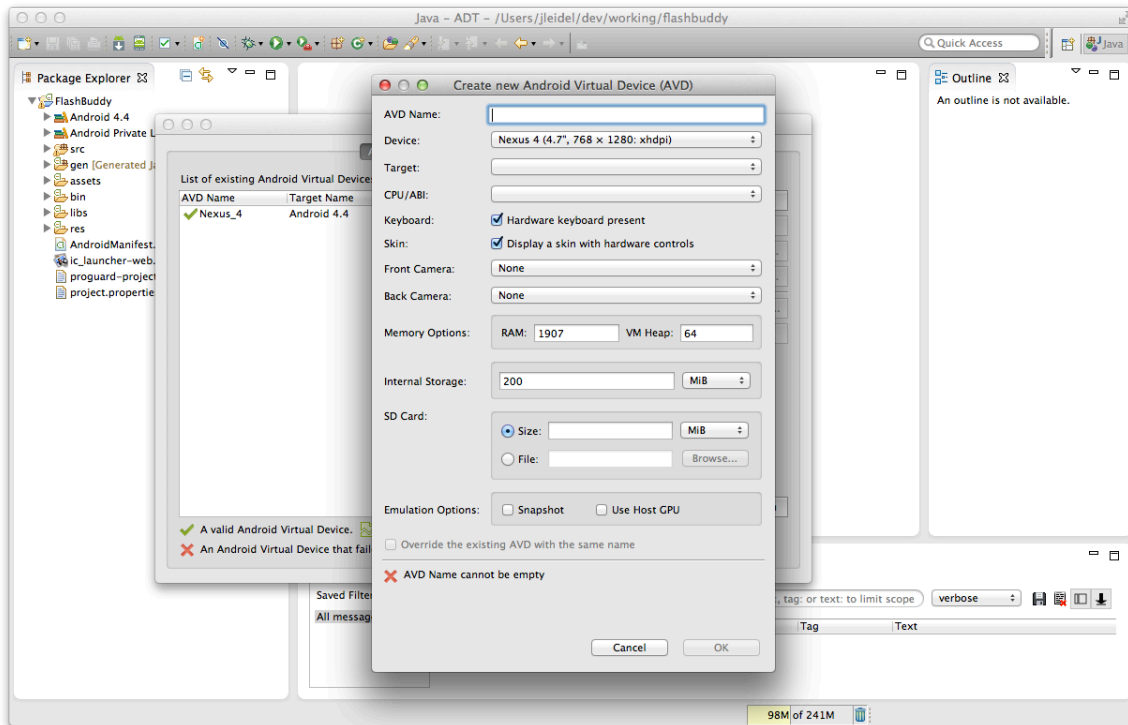 Java - ADT - /Users/jleidel/dev/working/flashbuddy
Quick Access
Java
Package Explorer
FlashBuddy
Android 4.4
Android Private L
src
gen [Generated Ja
assets
bin
libs
res
AndroidManifest.
ic_launcher-web.
proguard-project
project.propertie
Outline
An outline is not available.
List of existing Android Virtual Devices
AVD Name Target Name
Nexus_4 Android 4.4
A valid Android Virtual Device.
An Android Virtual Device that fail
Create new Android Virtual Device (AVD)
AVD Name:
Device: Nexus 4 (4.7", 768 × 1280: xhdpi)
Target:
CPU/ABI:
Keyboard: Hardware keyboard present
Skin: Display a skin with hardware controls
Front Camera: None
Back Camera: None
Memory Options: RAM: 1907 VM Heap: 64
Internal Storage: 200 MiB
SD Card:
Size: MiB
File: Browse...
Emulation Options: Snapshot Use Host GPU
Override the existing AVD with the same name
AVD Name cannot be empty
Cancel OK
Saved Filte
All messag
, tag: or text: to limit scope verbose
Tag Text
98M of 241M